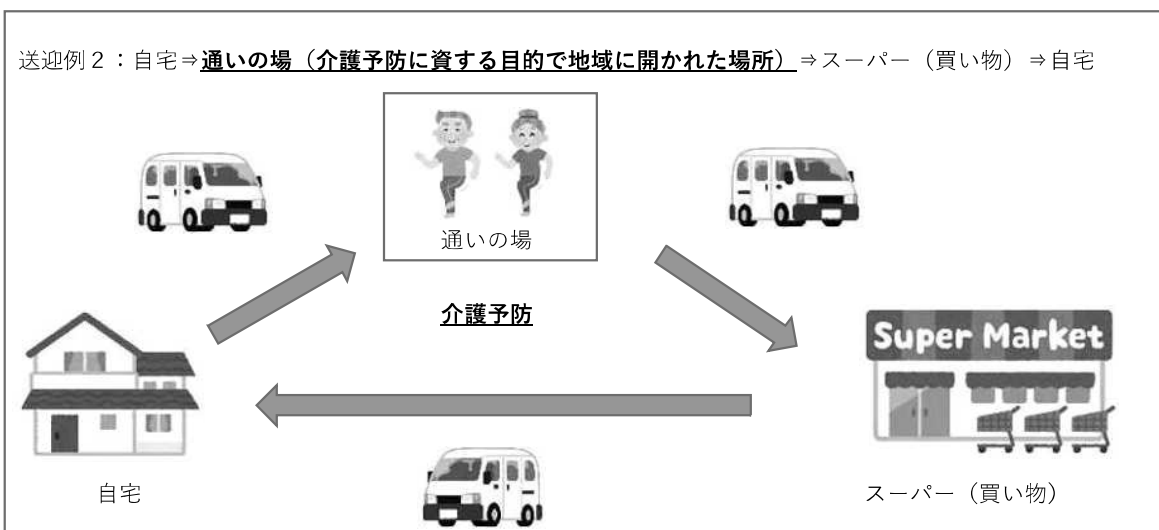 送迎例２：自宅⇒通いの場（介護予防に資する目的で地域に開かれた場所）⇒スーパー（買い物）⇒自宅
通いの場
介護予防
Super Market
自宅
スーパー（買い物）